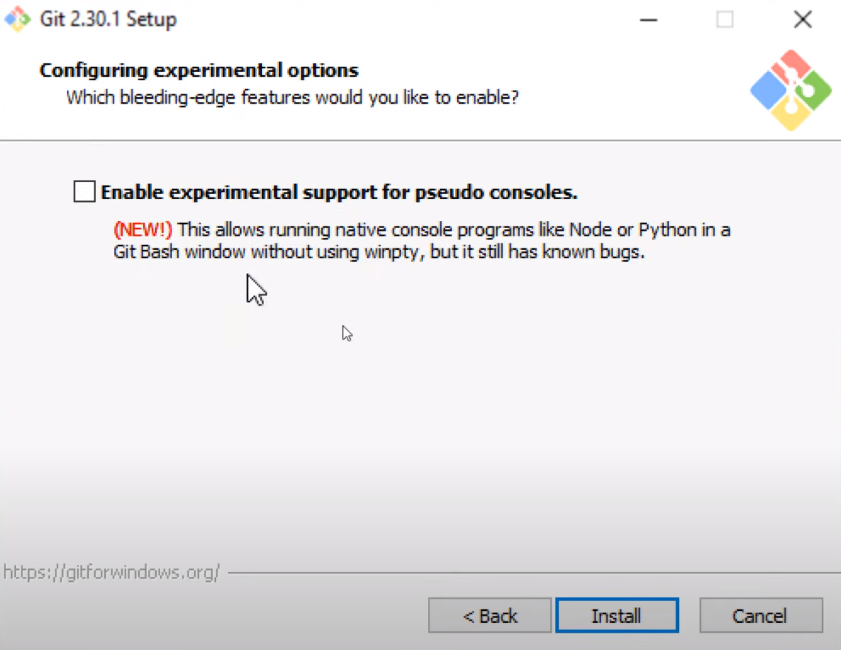 Git 2.30.1 Setup
Configuring experimental options
Which bleeding-edge features would you like to enable?
Enable experimental support for pseudo consoles.
(NEW!) This allows running native console programs like Node or Python in a
Git Bash window without using winpty, but it still has known bugs.
https://gitforwindows.org/
< Back
Install
Cancel